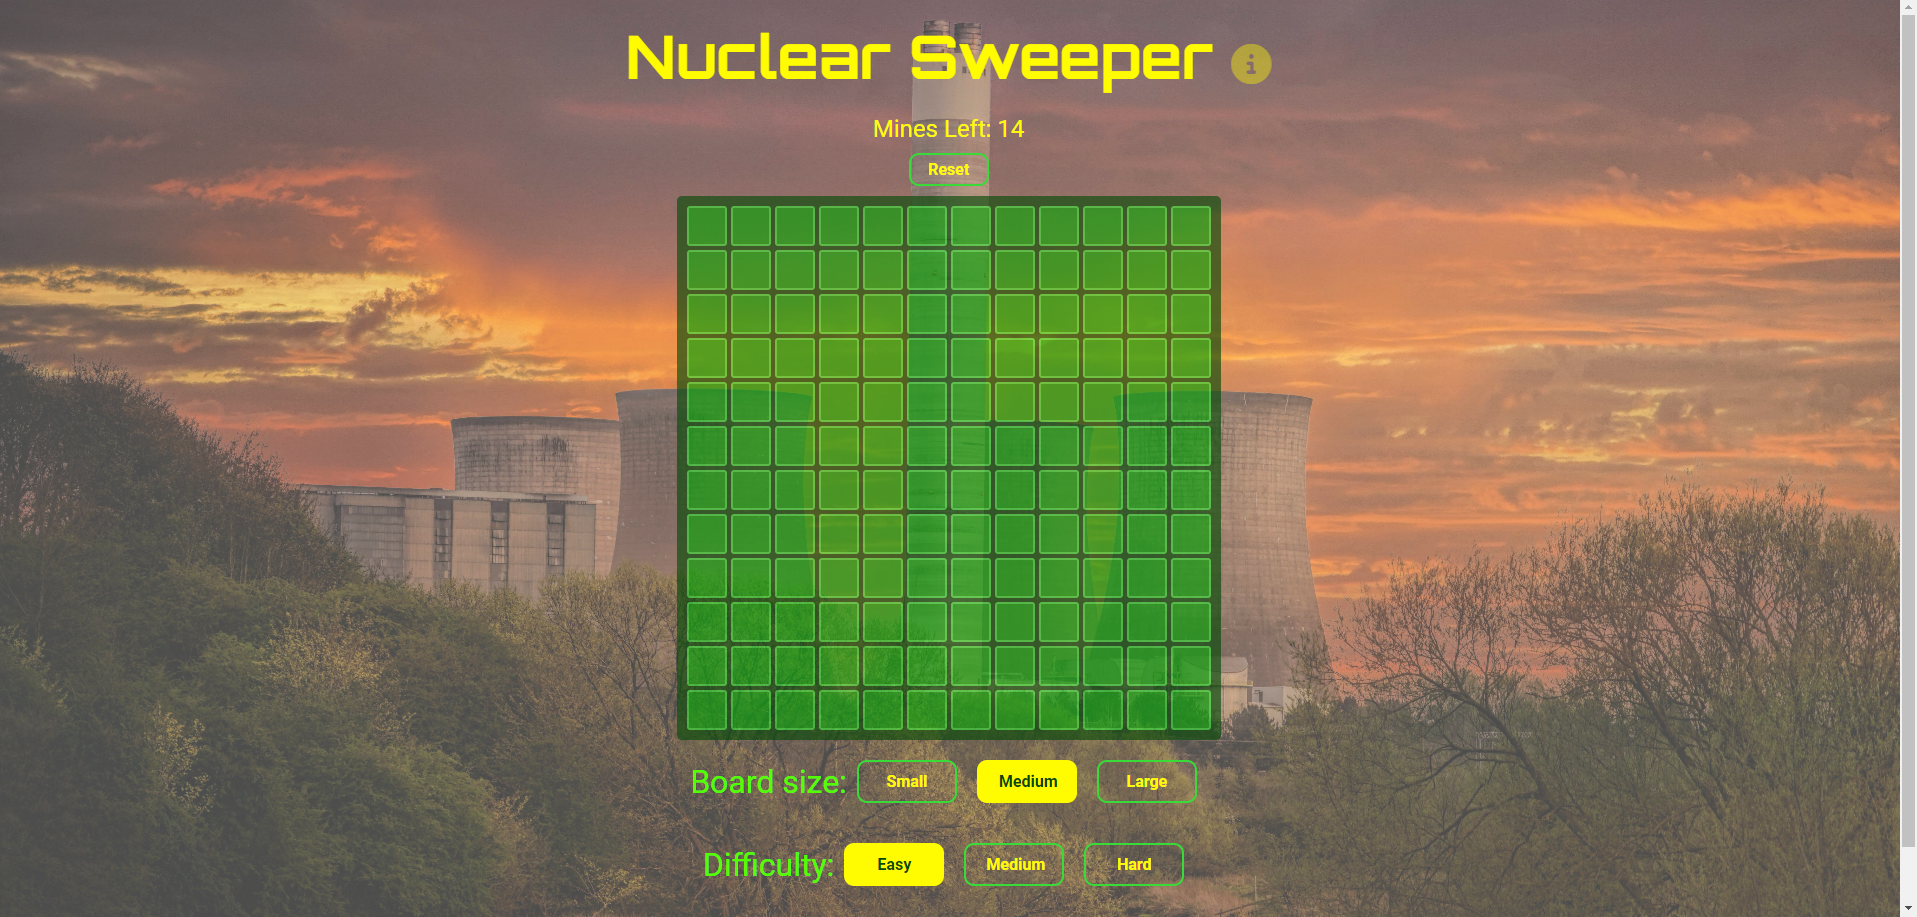 Nuclear Sweeper
Mines Left: 14
Reset
Board size: Small Medium Large
Difficulty: Easy Medium Hard